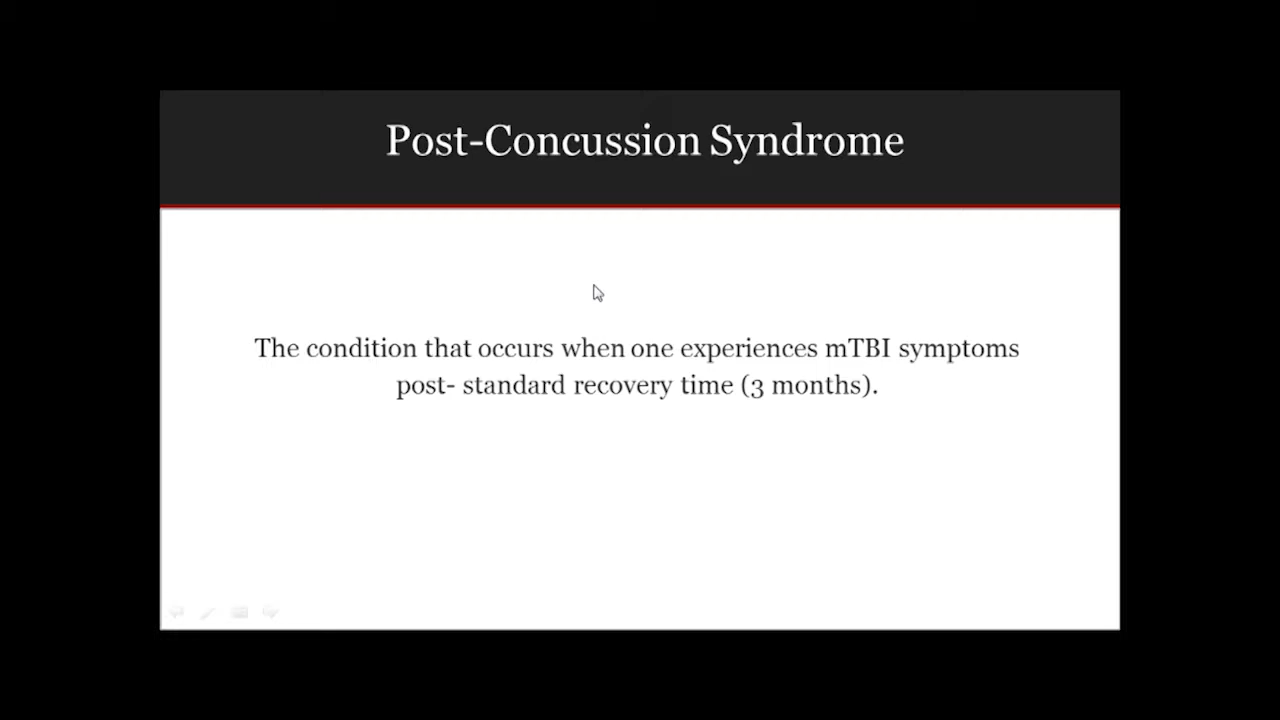 Post-Concussion Syndrome
The condition that occurs when one experiences mTBI symptoms
post- standard recovery time (3 months).